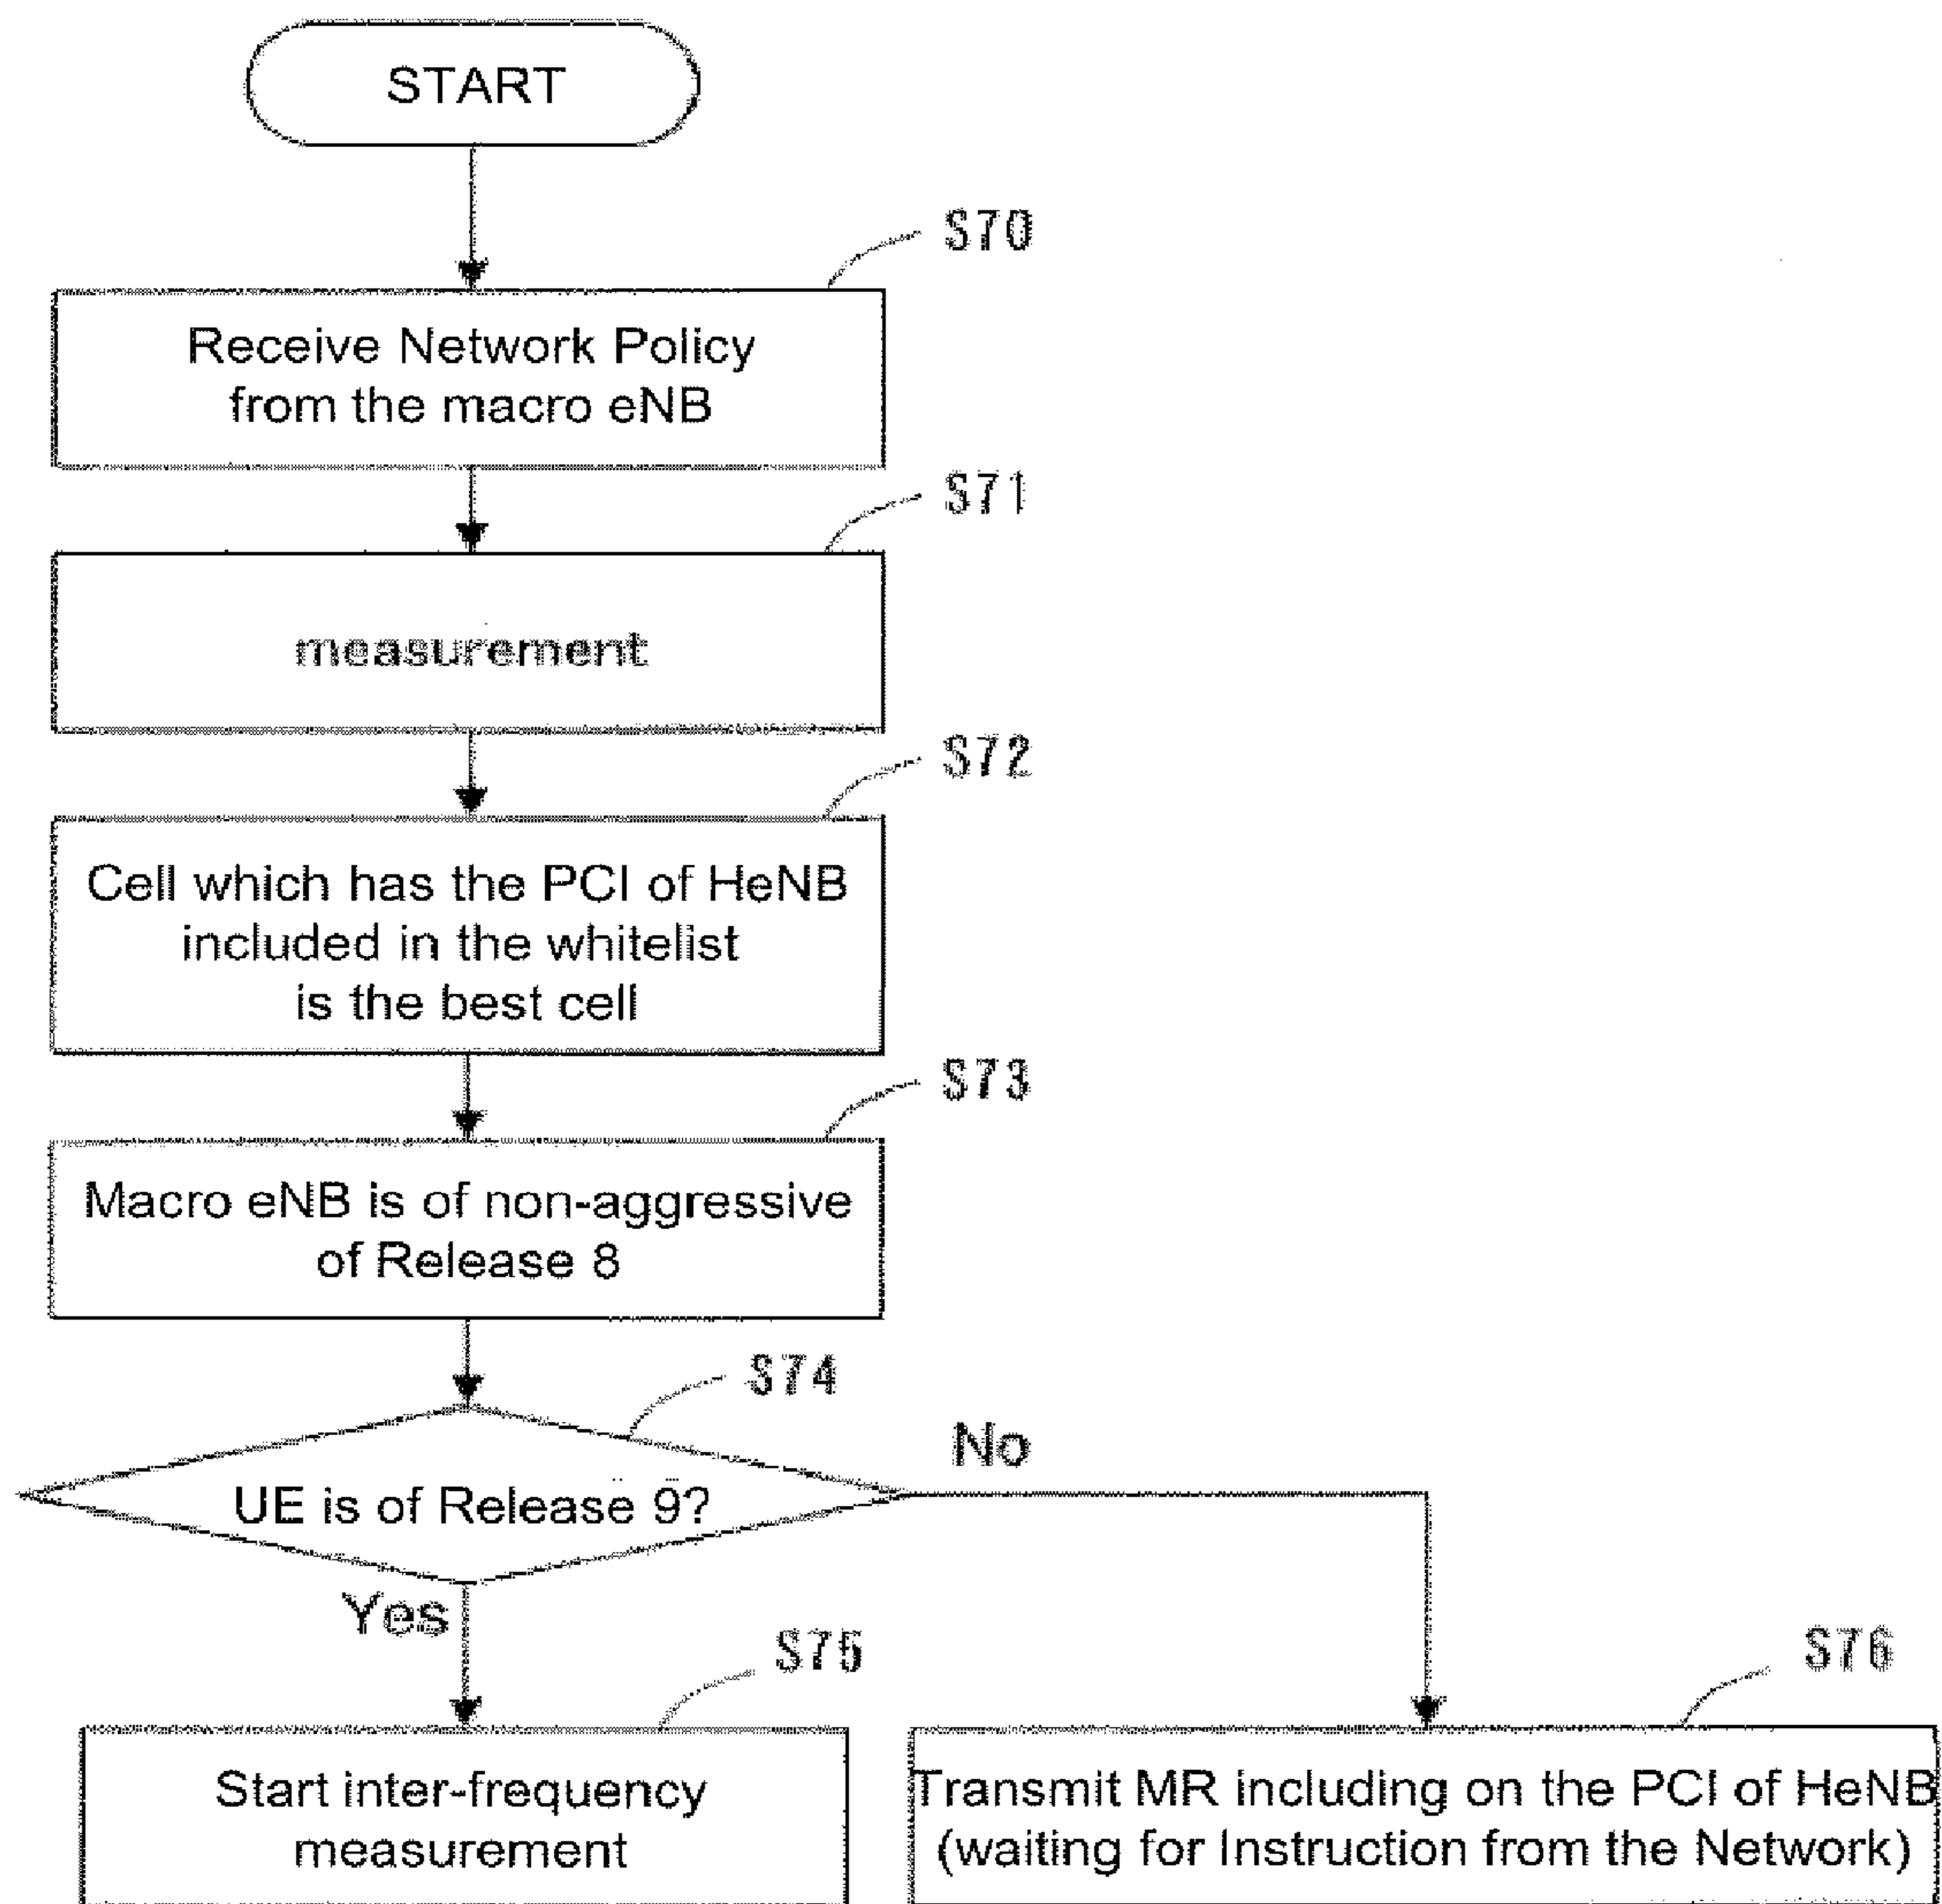 START
S70
Receive Network Policy
from the macro eNB
S71
measurement
S72
Cell which has the PCI of HeNB
included in the whitelist
is the best cell
S73
Macro eNB is of non-aggressive
of Release 8
S74
UE is of Release 9?
No
Yes
S75
Start inter-frequency
measurement
S76
Transmit MR including on the PCI of HeNB
(waiting for Instruction from the Network)